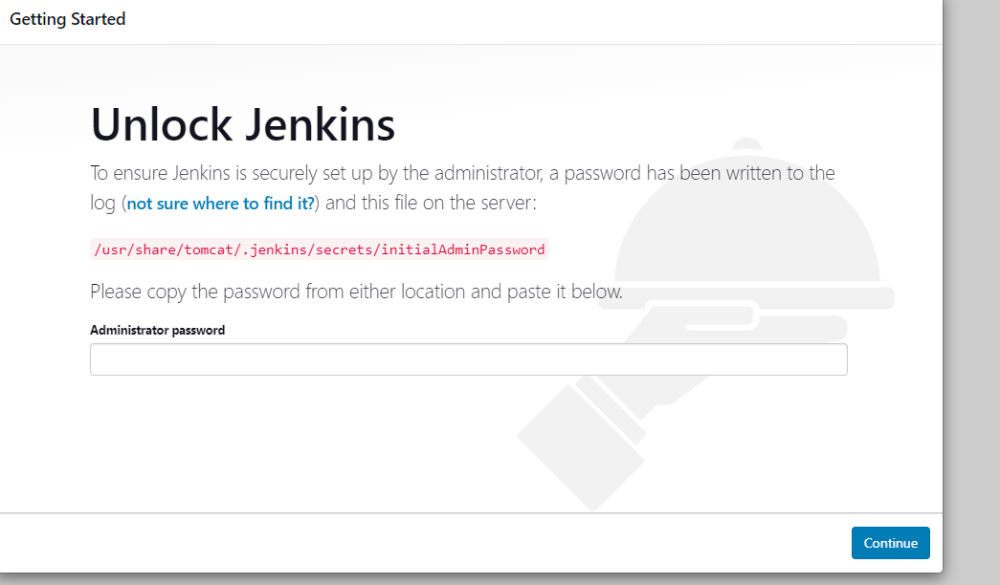 Getting Started
Unlock Jenkins
To ensure Jenkins is securely set up by the administrator, a password has been written to the
log (not sure where to find it?) and this file on the server:
/usr/share/tomcat/.jenkins/secrets/initialAdminPassword
Please copy the password from either location and paste it below.
Administrator password
Continue